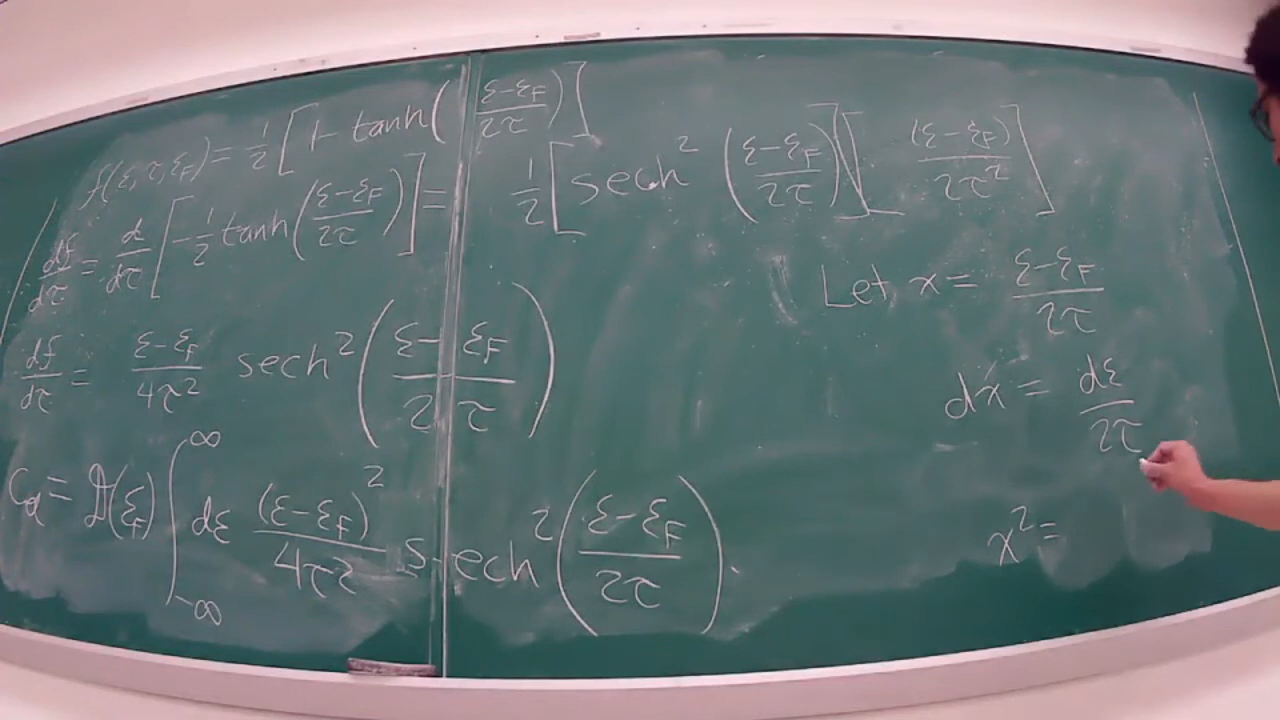 f(ε,τ,ε_F) = 1/2 [1 - tanh((ε-ε_F)/(2τ))]
df/dτ = d/dτ [-1/2 tanh((ε-ε_F)/(2τ))] = 1/2 [sech² ((ε-ε_F)/(2τ))] [(ε-ε_F)/(2τ²)]
Let x = (ε-ε_F)/(2τ)
df/dτ = (ε-ε_F)/(4τ²) sech² ((ε-ε_F)/(2τ))
dx = dε/(2τ)
C_el = D(ε_F) ∫_{-∞}^{∞} dε (ε-ε_F)²/(4τ²) sech² ((ε-ε_F)/(2τ))
x² =